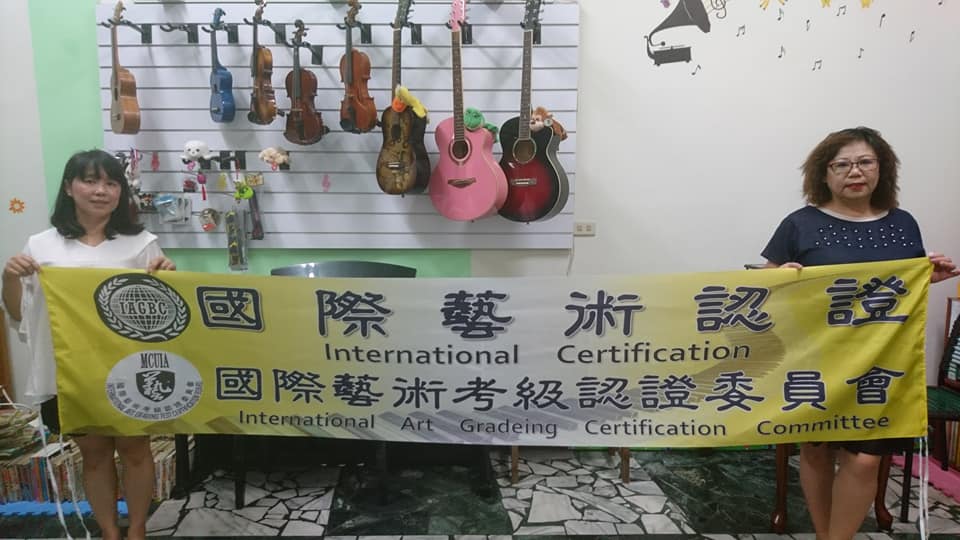 IAGBC
國際藝術認證
International Certification
MCUIA
國際藝術考級認證委員會
International Art Gradeing Certification Committee